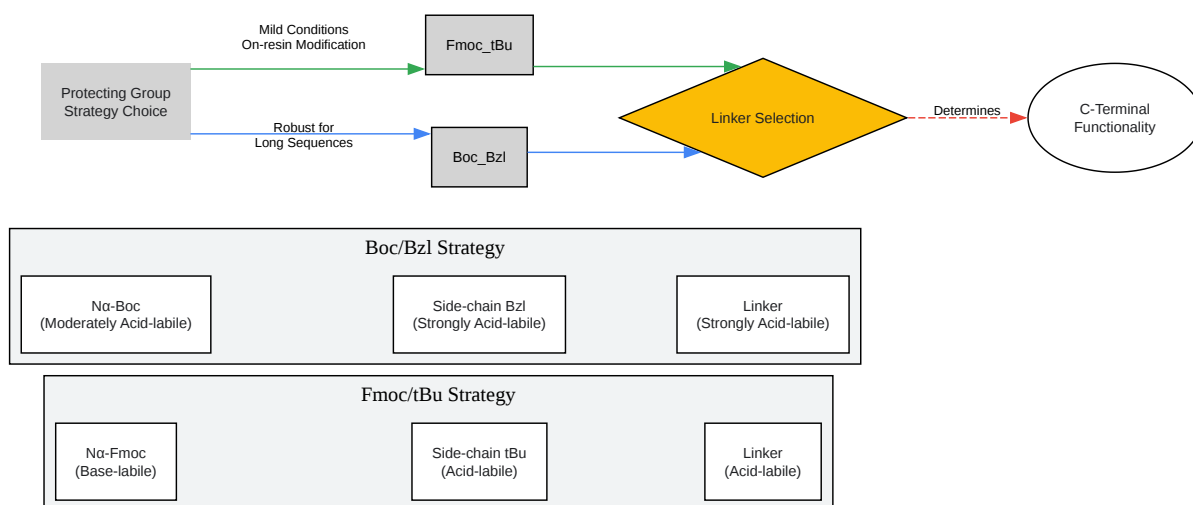 Mild Conditions
On-resin Modification
Fmoc_tBu
Protecting Group
Strategy Choice
Linker Selection
Determines
C-Terminal
Functionality
Robust for
Long Sequences
Boc_Bzl
Boc/Bzl Strategy
Nα-Boc
(Moderately Acid-labile)
Side-chain Bzl
(Strongly Acid-labile)
Linker
(Strongly Acid-labile)
Fmoc/tBu Strategy
Nα-Fmoc
(Base-labile)
Side-chain tBu
(Acid-labile)
Linker
(Acid-labile)